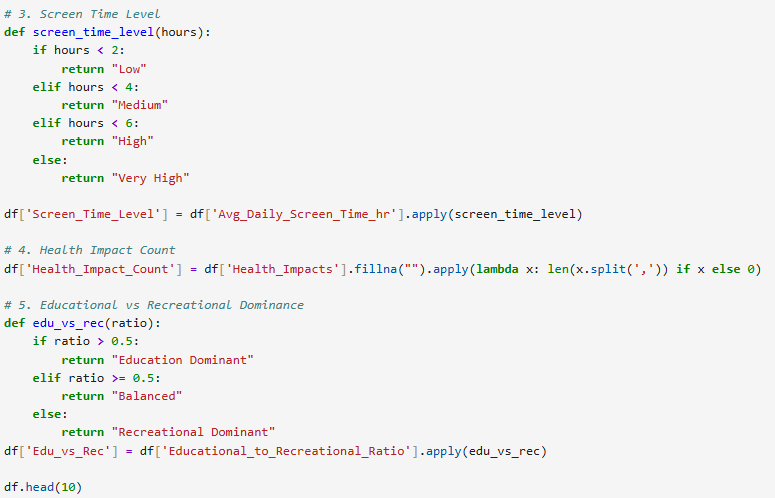 # 3. Screen Time Level
def screen_time_level(hours):
    if hours < 2:
        return "Low"
    elif hours < 4:
        return "Medium"
    elif hours < 6:
        return "High"
    else:
        return "Very High"

df['Screen_Time_Level'] = df['Avg_Daily_Screen_Time_hr'].apply(screen_time_level)

# 4. Health Impact Count
df['Health_Impact_Count'] = df['Health_Impacts'].fillna("").apply(lambda x: len(x.split(',')) if x else 0)

# 5. Educational vs Recreational Dominance
def edu_vs_rec(ratio):
    if ratio > 0.5:
        return "Education Dominant"
    elif ratio >= 0.5:
        return "Balanced"
    else:
        return "Recreational Dominant"
df['Edu_vs_Rec'] = df['Educational_to_Recreational_Ratio'].apply(edu_vs_rec)

df.head(10)